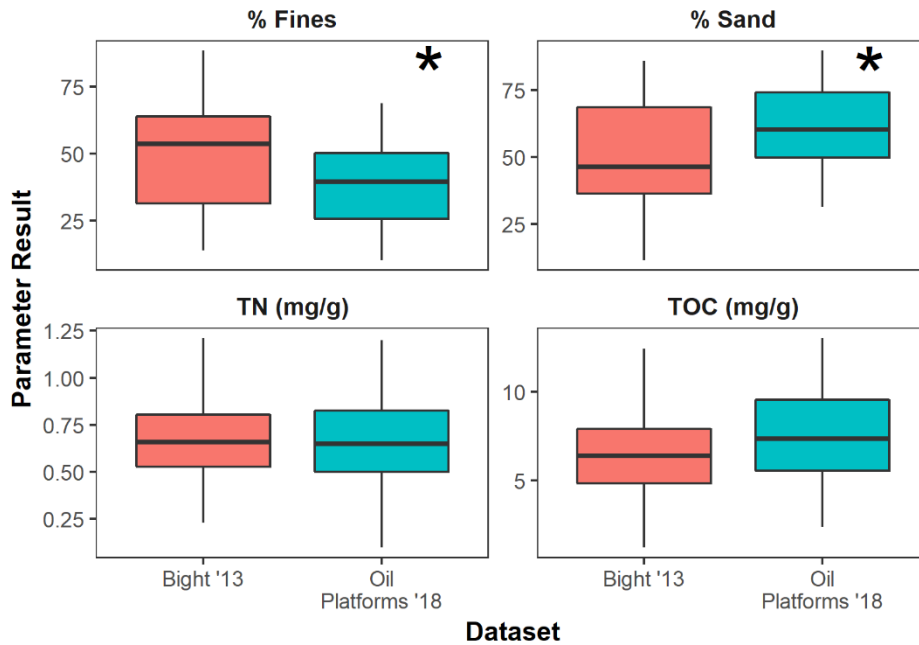 % Fines
% Sand
*
*
75
50
25
75
50
25
Parameter Result
TN (mg/g)
TOC (mg/g)
1.25
1.00
0.75
0.50
0.25
10
5
Bight '13
Oil
Platforms '18
Bight '13
Oil
Platforms '18
Dataset